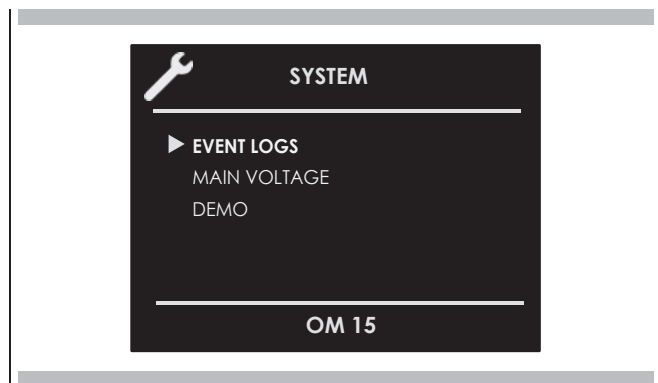 SYSTEM
EVENT LOGS
MAIN VOLTAGE
DEMO
OM 15